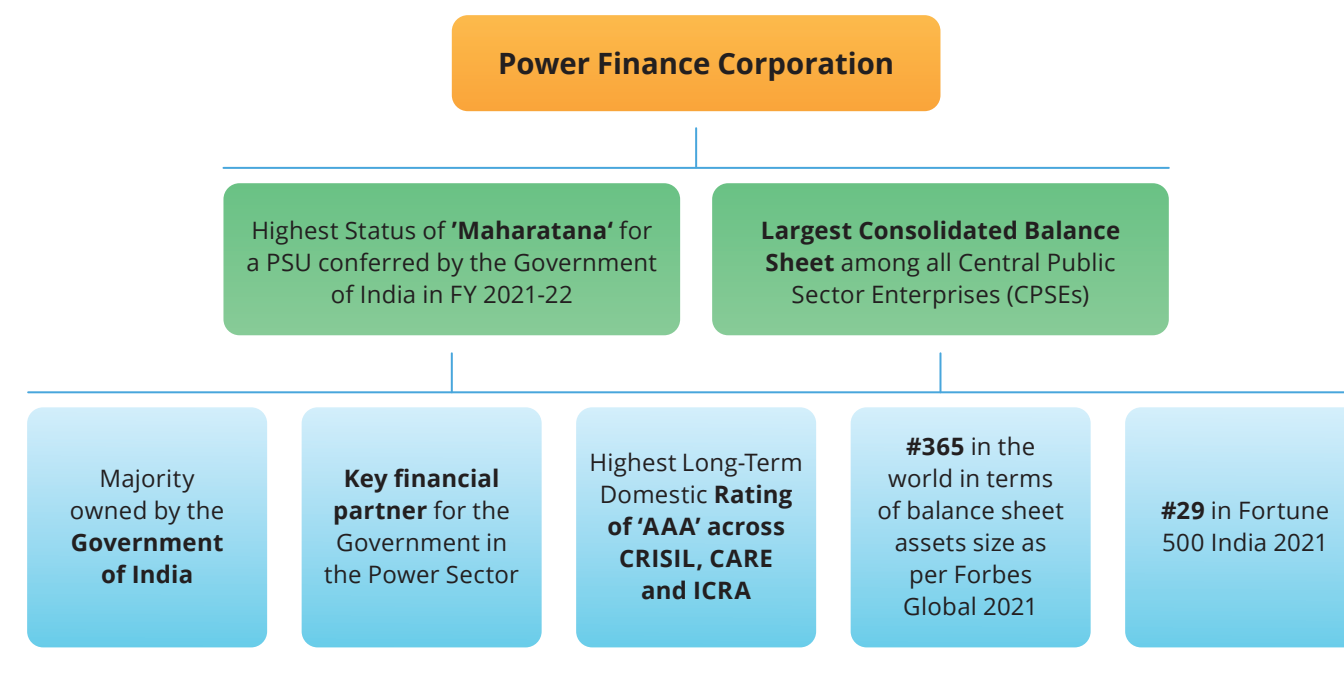 Power Finance Corporation
Highest Status of ’Maharatana‘ for
a PSU conferred by the Government
of India in FY 2021-22
Largest Consolidated Balance
Sheet among all Central Public
Sector Enterprises (CPSEs)
Majority
owned by the
Government
of India
Key financial
partner for the
Government in
the Power Sector
Highest Long-Term
Domestic Rating
of ‘AAA’ across
CRISIL, CARE
and ICRA
#365 in the
world in terms
of balance sheet
assets size as
per Forbes
Global 2021
#29 in Fortune
500 India 2021